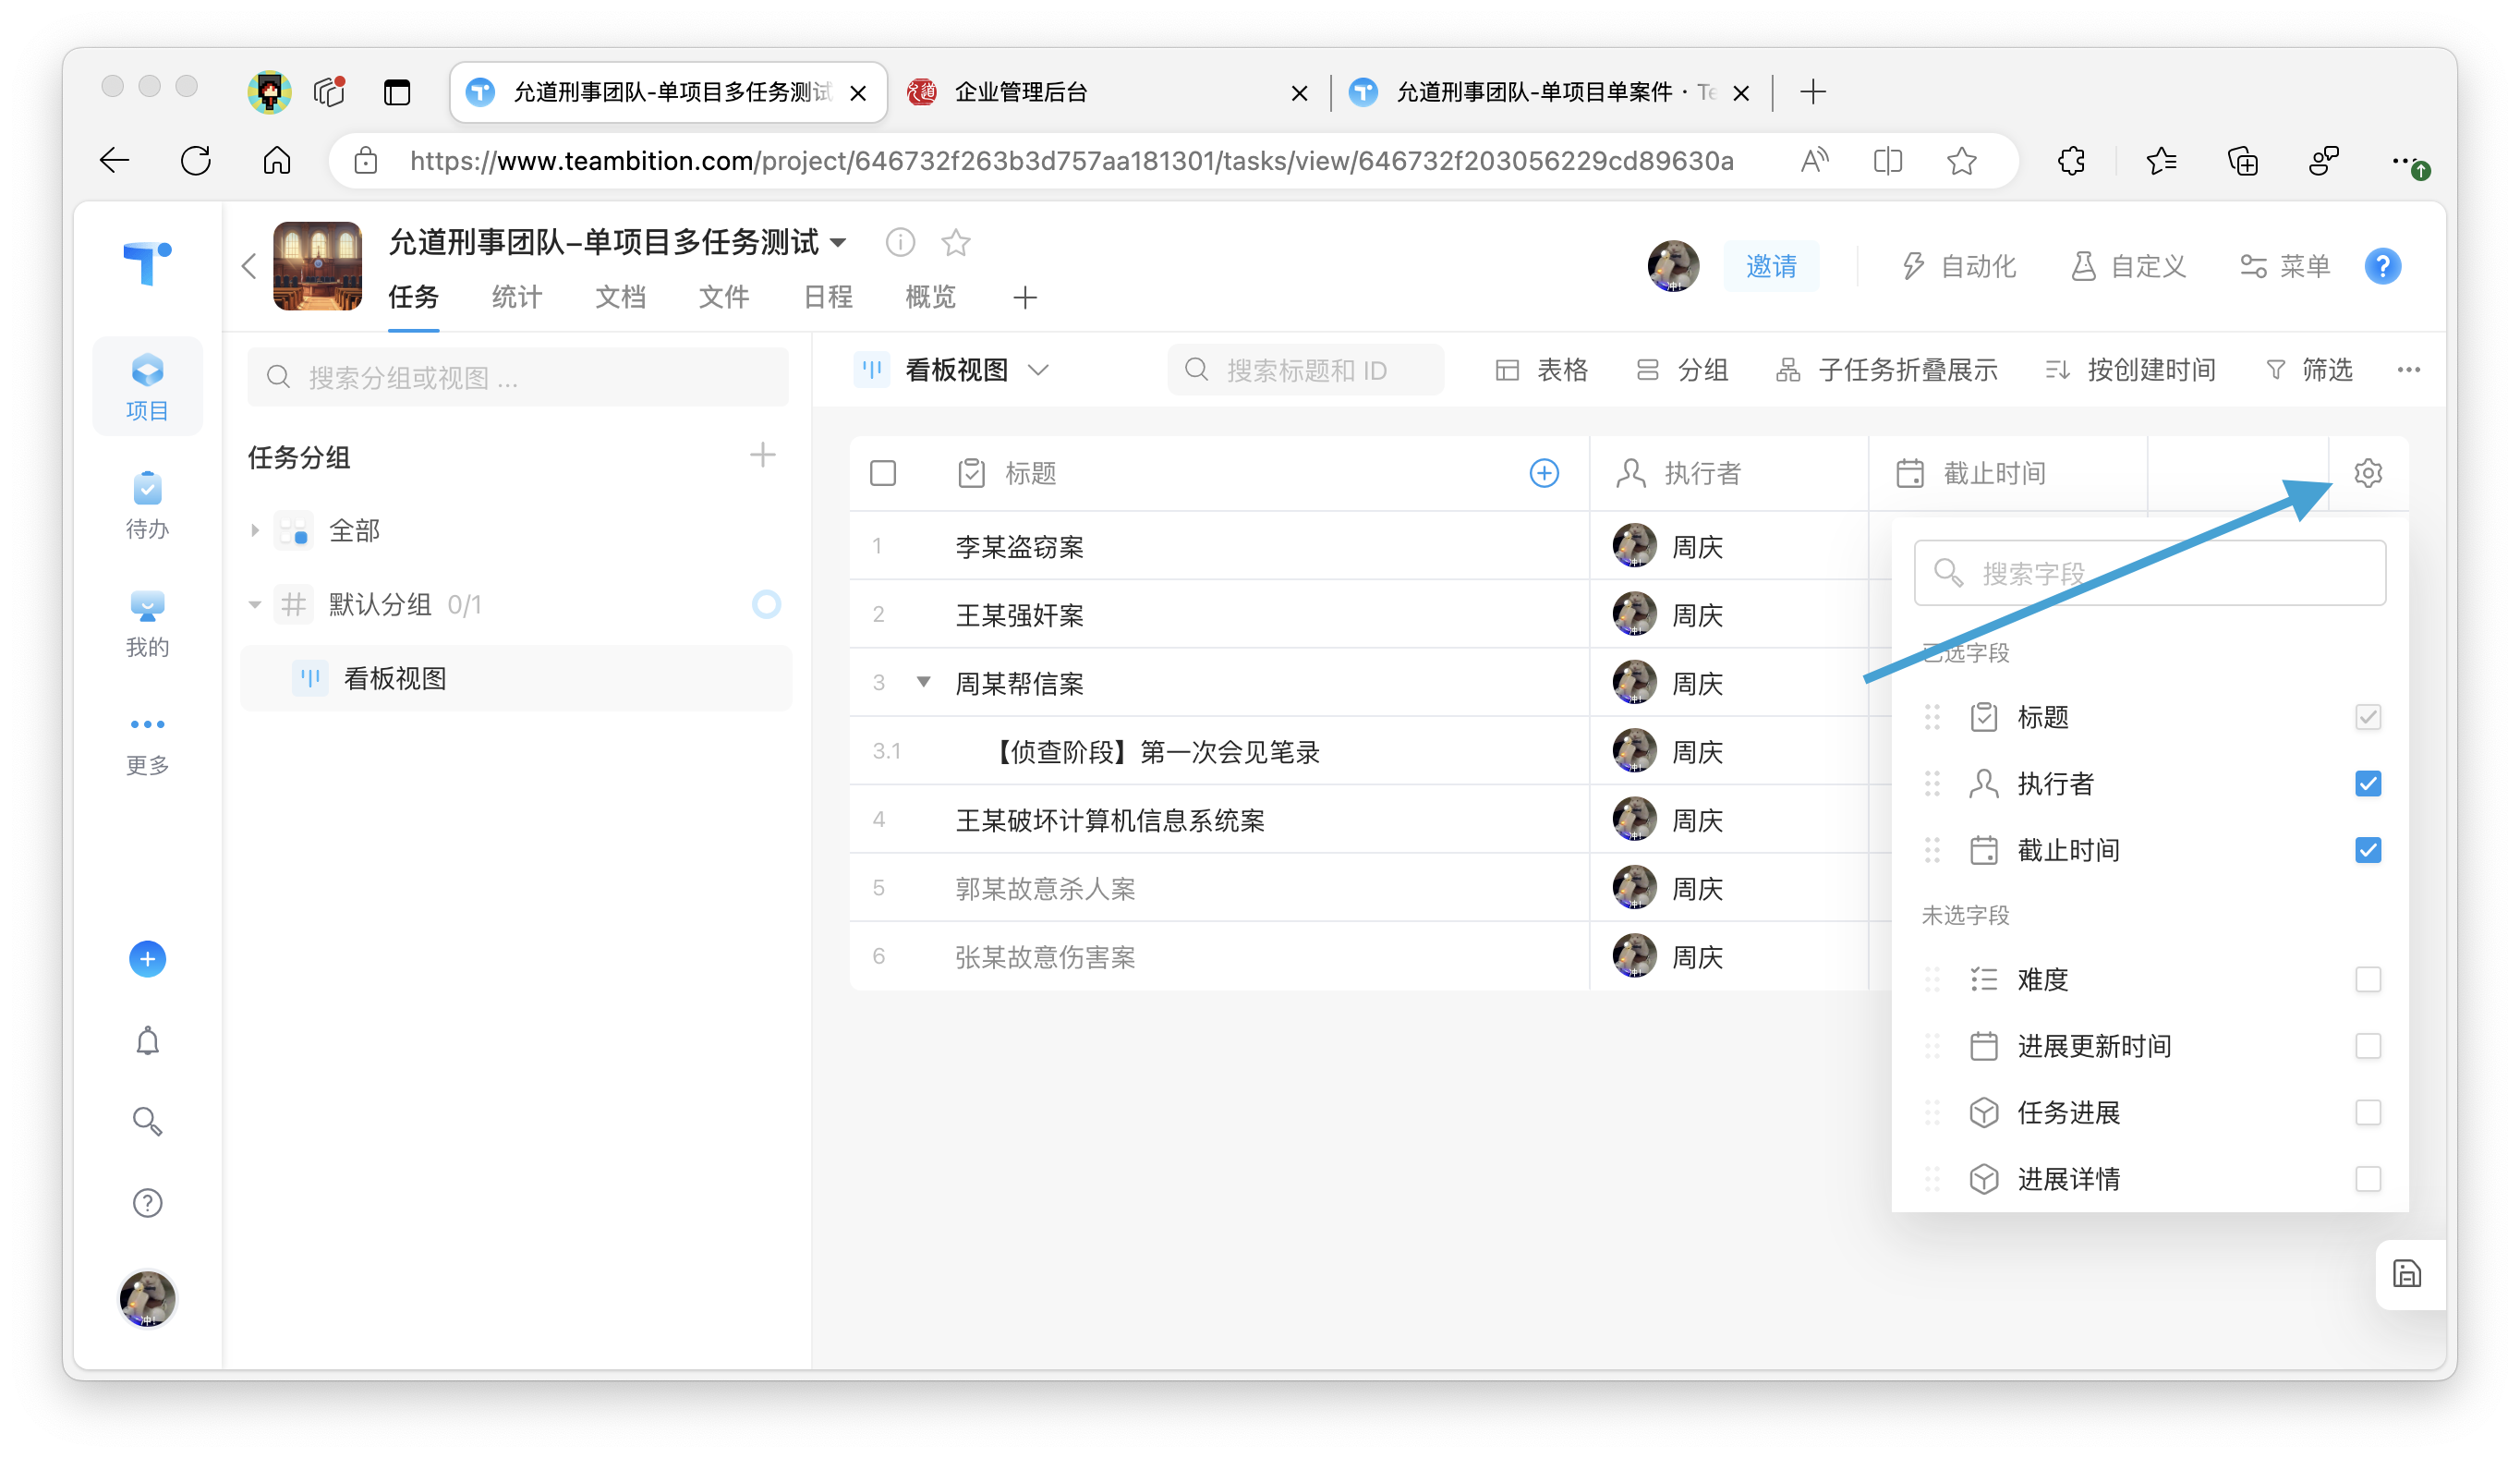 允道刑事团队-单项目多任务测试
企业管理后台
允道刑事团队-单项目单案件 · Te
https://www.teambition.com/project/646732f263b3d757aa181301/tasks/view/646732f203056229cd89630a
允道刑事团队–单项目多任务测试
邀请
自动化
自定义
菜单
任务 统计 文档 文件 日程 概览
项目
待办
我的
更多
搜索分组或视图 ...
任务分组
全部
默认分组 0/1
看板视图
看板视图
搜索标题和 ID
表格
分组
子任务折叠展示
按创建时间
筛选
标题 执行者 截止时间
1 李某盗窃案 周庆
2 王某强奸案 周庆
3 周某帮信案 周庆
3.1 【侦查阶段】第一次会见笔录 周庆
4 王某破坏计算机信息系统案 周庆
5 郭某故意杀人案 周庆
6 张某故意伤害案 周庆
搜索字段
已选字段
标题
执行者
截止时间
未选字段
难度
进展更新时间
任务进展
进展详情